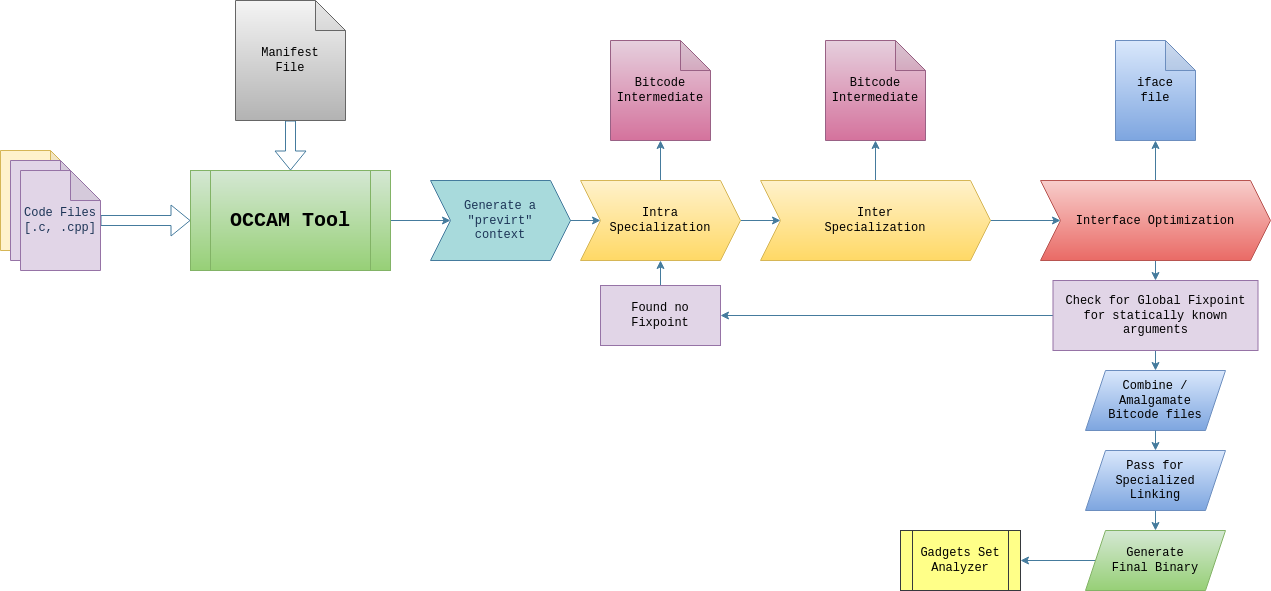 Manifest
File
Bitcode
Intermediate
Bitcode
Intermediate
iface
file
Code Files
[.c, .cpp]
OCCAM Tool
Generate a
"previrt"
context
Intra
Specialization
Inter
Specialization
Interface Optimization
Found no
Fixpoint
Check for Global Fixpoint
for statically known
arguments
Combine /
Amalgamate
Bitcode files
Pass for
Specialized
Linking
Gadgets Set
Analyzer
Generate
Final Binary